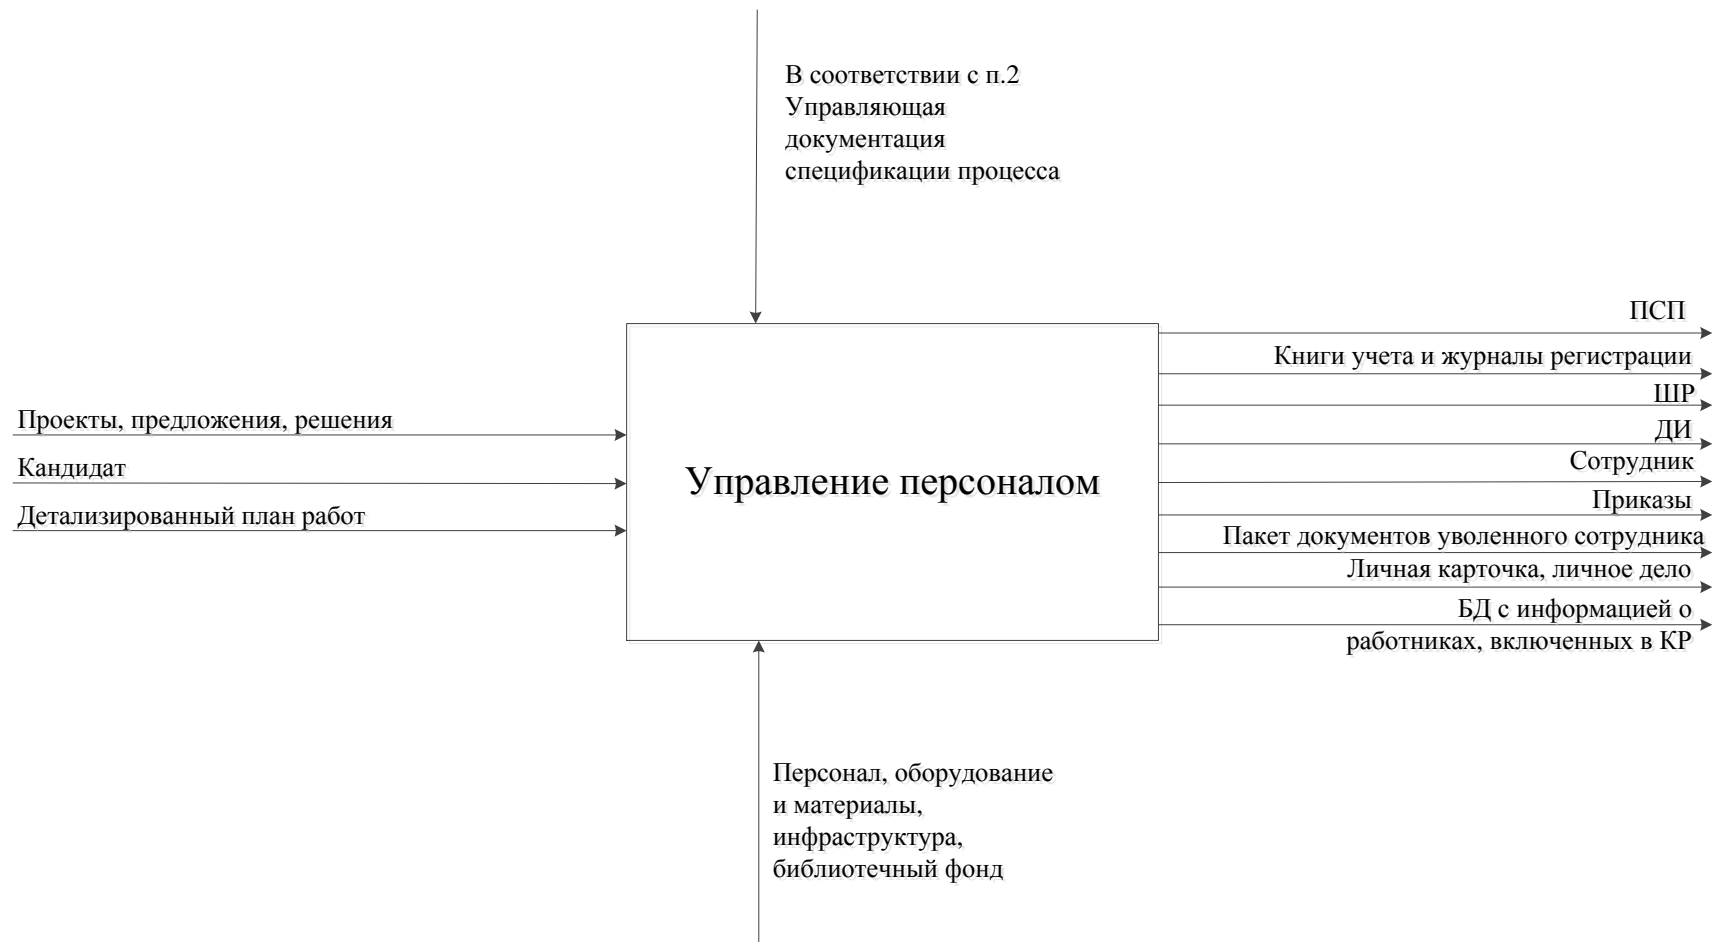 В соответствии с п.2
Управляющая
документация
спецификации процесса
Проекты, предложения, решения
Кандидат
Детализированный план работ
Управление персоналом
ПСП
Книги учета и журналы регистрации
ШР
ДИ
Сотрудник
Приказы
Пакет документов уволенного сотрудника
Личная карточка, личное дело
БД с информацией о
работниках, включенных в КР
Персонал, оборудование
и материалы,
инфраструктура,
библиотечный фонд